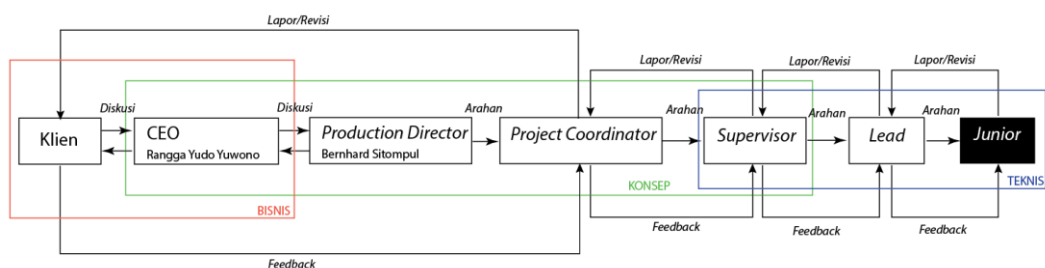 Lapor/Revisi
Lapor/Revisi
Lapor/Revisi
Lapor/Revisi
Diskusi
Diskusi
Arahan
Arahan
Arahan
Arahan
Klien
CEO
Rangga Yudo Yuwono
Production Director
Bernhard Sitompul
Project Coordinator
Supervisor
Lead
Junior
KONSEP
TEKNIS
BISNIS
Feedback
Feedback
Feedback
Feedback